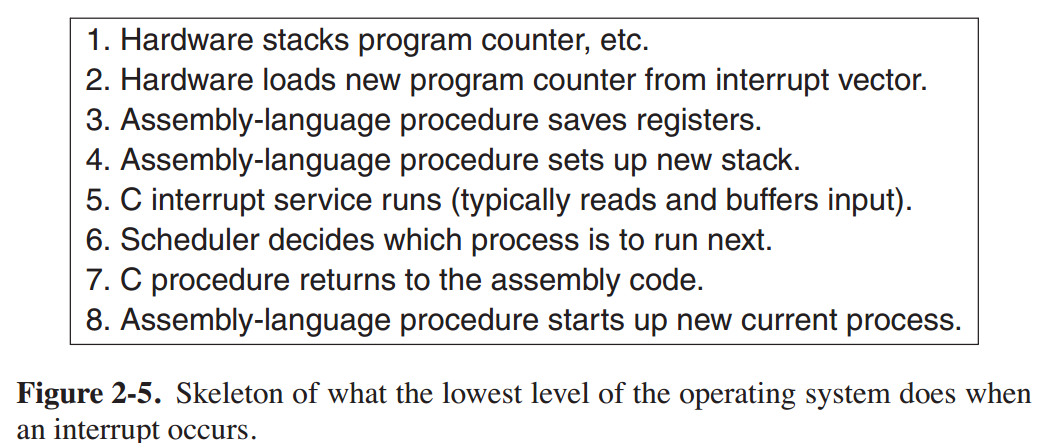 1. Hardware stacks program counter, etc.
2. Hardware loads new program counter from interrupt vector.
3. Assembly-language procedure saves registers.
4. Assembly-language procedure sets up new stack.
5. C interrupt service runs (typically reads and buffers input).
6. Scheduler decides which process is to run next.
7. C procedure returns to the assembly code.
8. Assembly-language procedure starts up new current process.
Figure 2-5. Skeleton of what the lowest level of the operating system does when
an interrupt occurs.